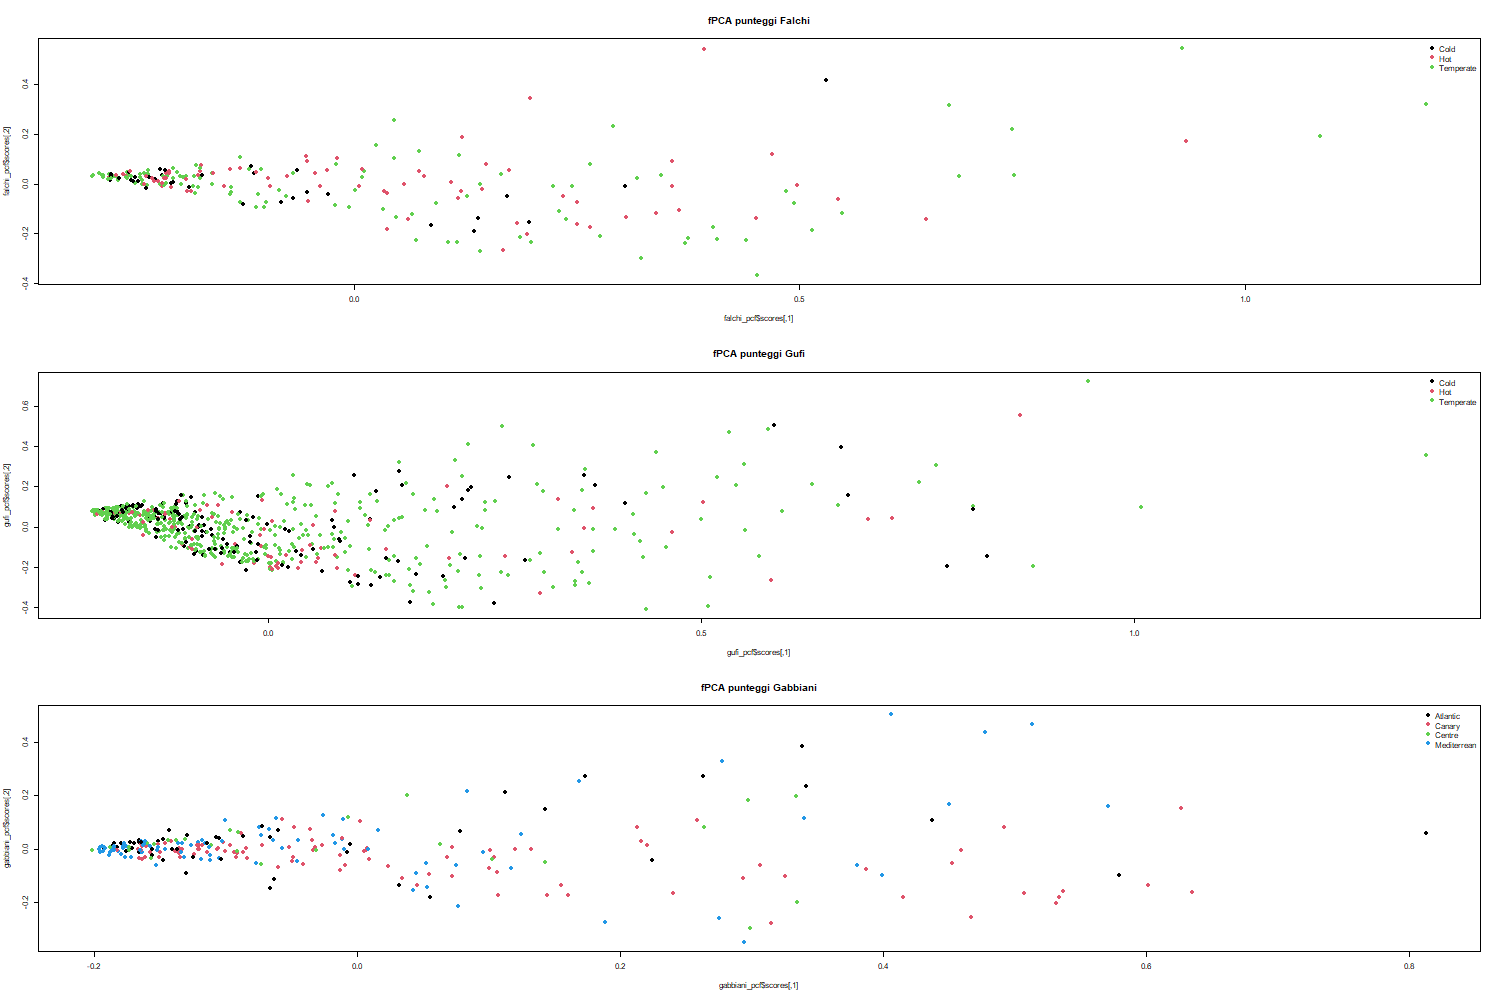 fPCA punteggi Falchi
Cold
Hot
Temperate
falchi_pcf$scores[,2]
0.4
0.2
0.0
-0.2
-0.4
0.0
0.5
1.0
falchi_pcf$scores[,1]
fPCA punteggi Gufi
Cold
Hot
Temperate
gufi_pcf$scores[,2]
0.6
0.4
0.2
0.0
-0.2
-0.4
0.0
0.5
1.0
gufi_pcf$scores[,1]
fPCA punteggi Gabbiani
Atlantic
Canary
Centre
Mediterrean
gabbiani_pcf$scores[,2]
0.4
0.2
0.0
-0.2
-0.2
0.0
0.2
0.4
0.6
0.8
gabbiani_pcf$scores[,1]